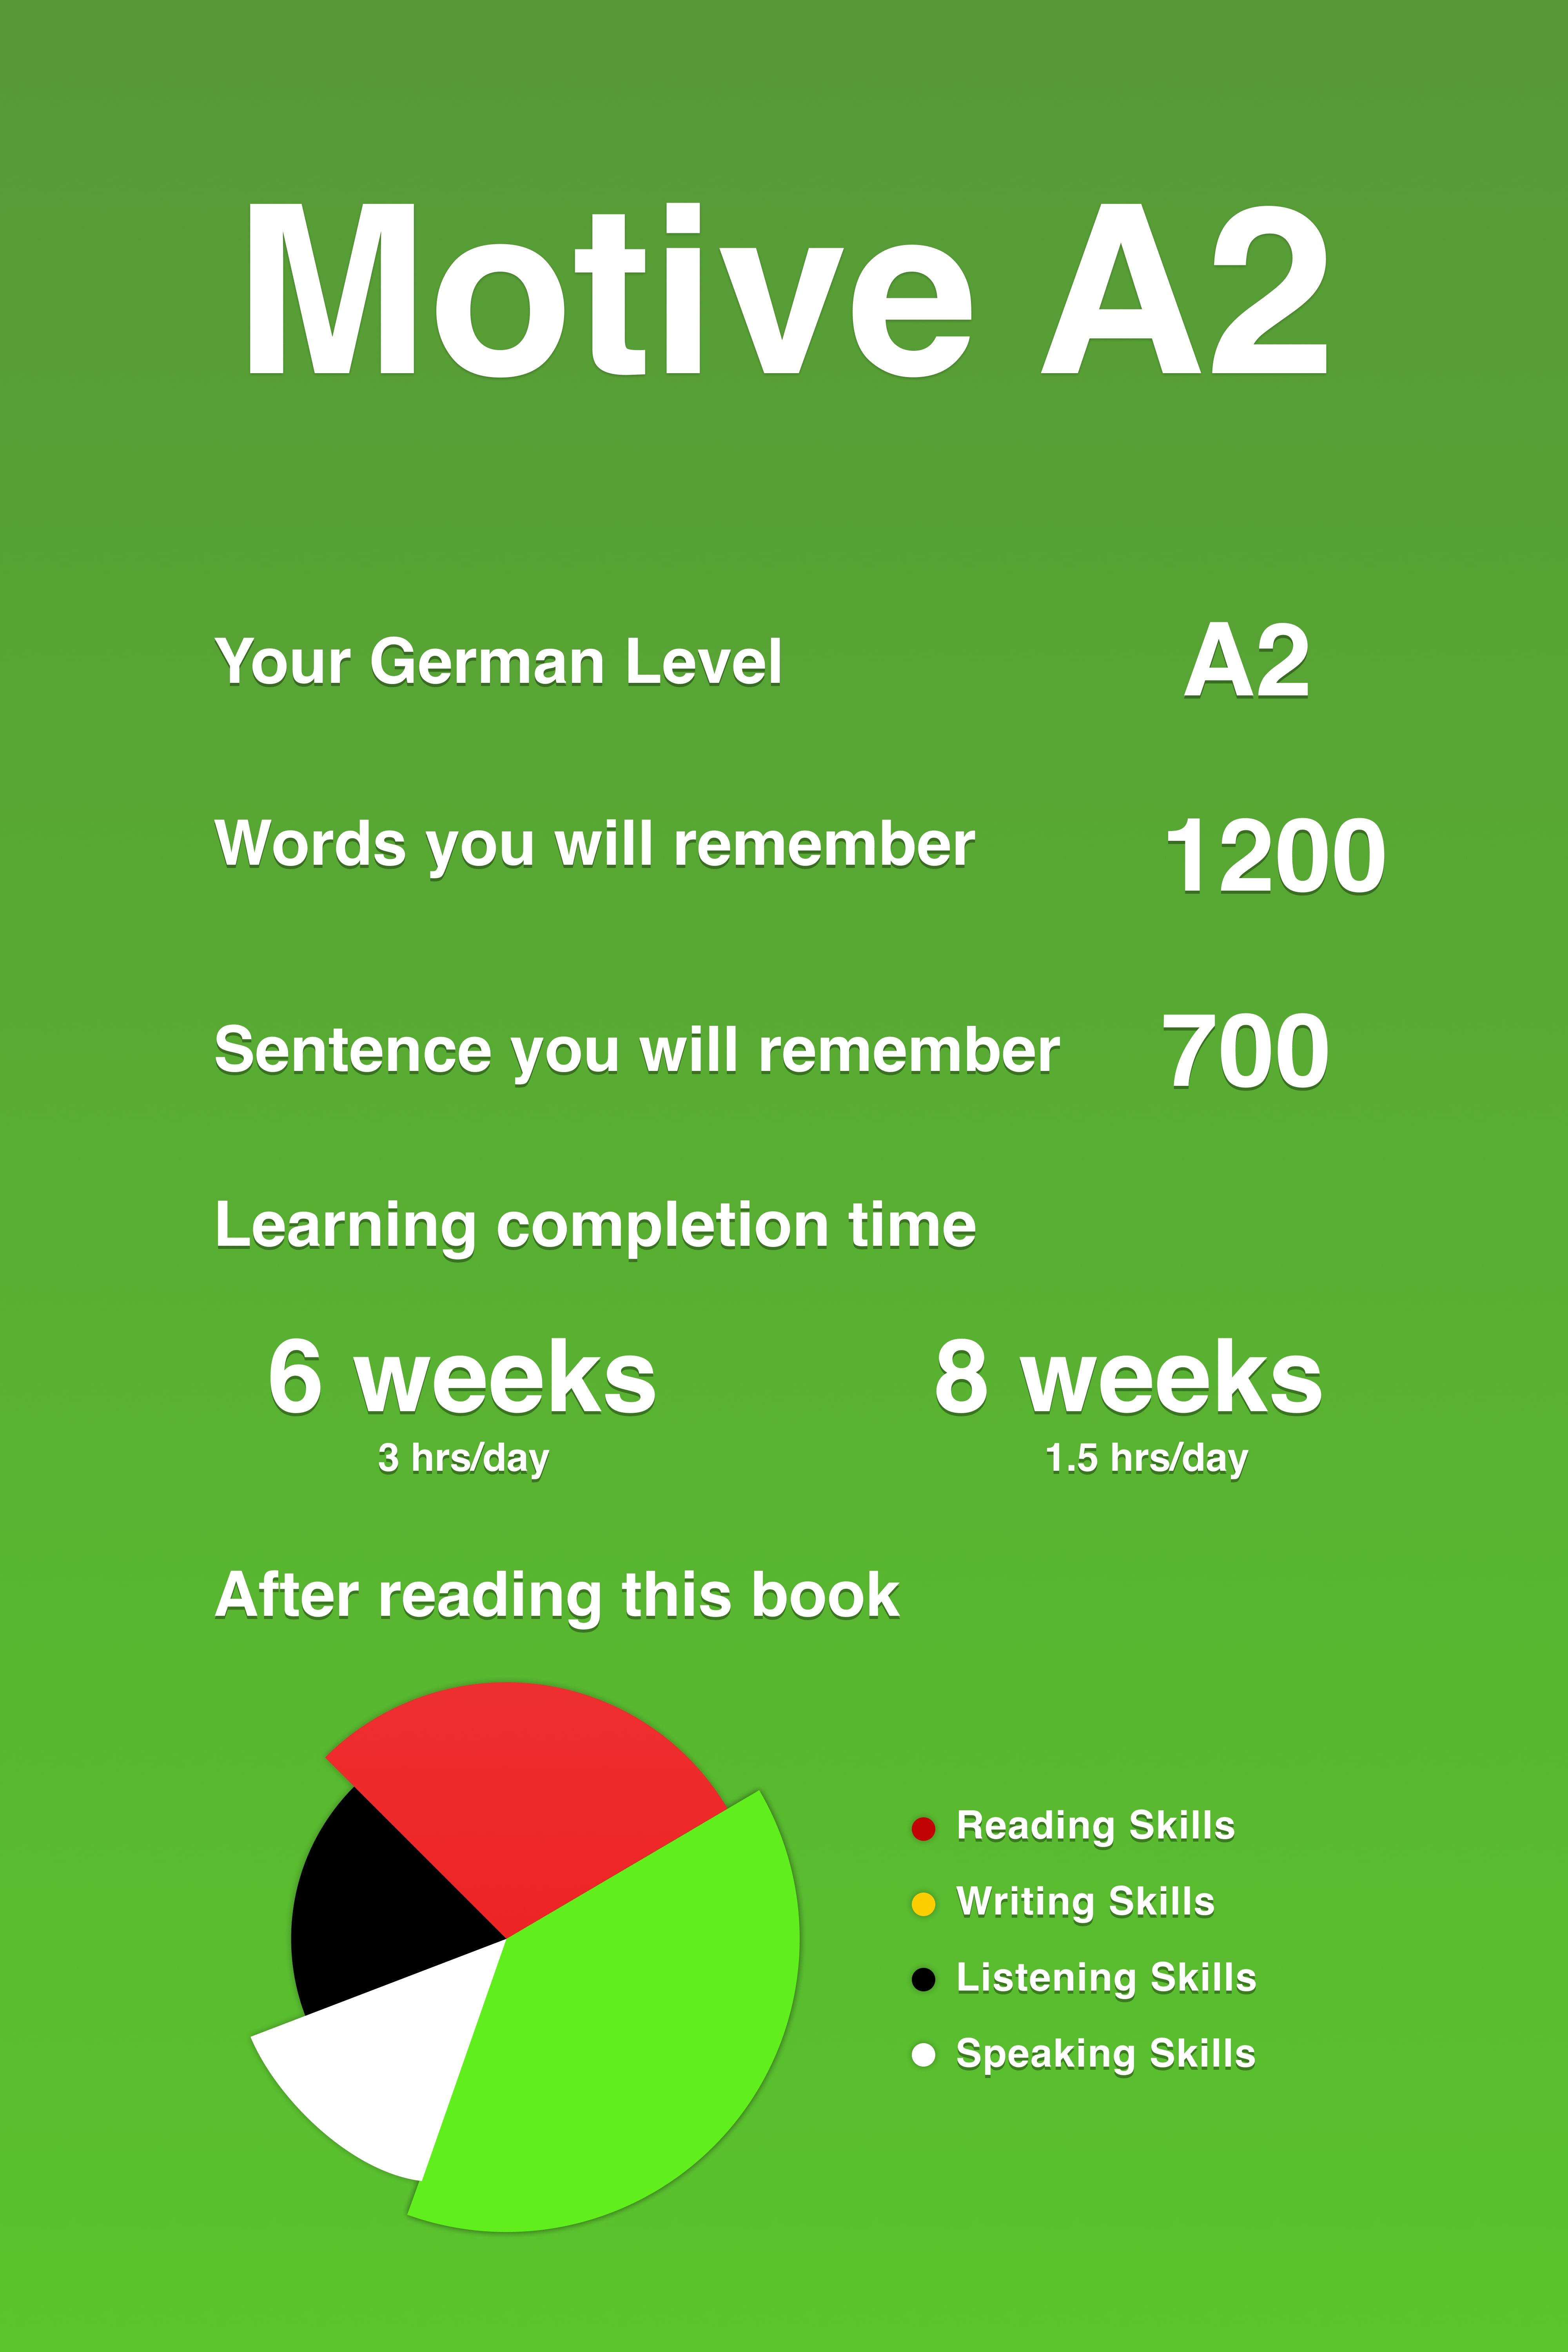 Motive A2
Your German Level A2
Words you will remember 1200
Sentence you will remember 700
Learning completion time
6 weeks 8 weeks
3 hrs/day 1.5 hrs/day
After reading this book
Reading Skills
Writing Skills
Listening Skills
Speaking Skills